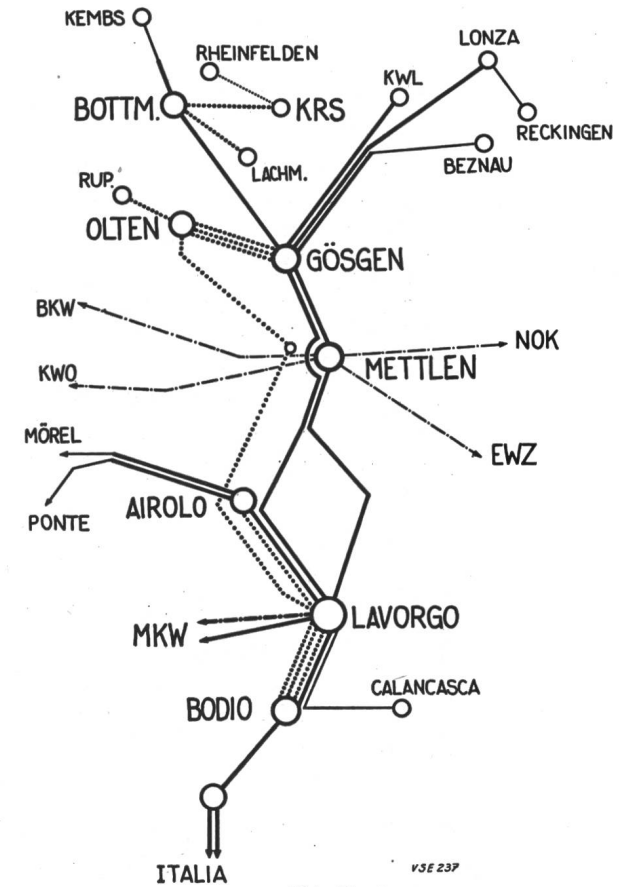 KEMBS
LONZA
RHEINFELDEN
KWL
BOTTM.
KRS
RECKINGEN
BEZNAU
LACHM.
RUP.
OLTEN
GÖSGEN
BKW
NOK
METTLEN
KWO
MÖREL
EWZ
AIROLO
PONTE
LAVORGO
MKW
CALANCASCA
BODIO
ITALIA
VSE 237